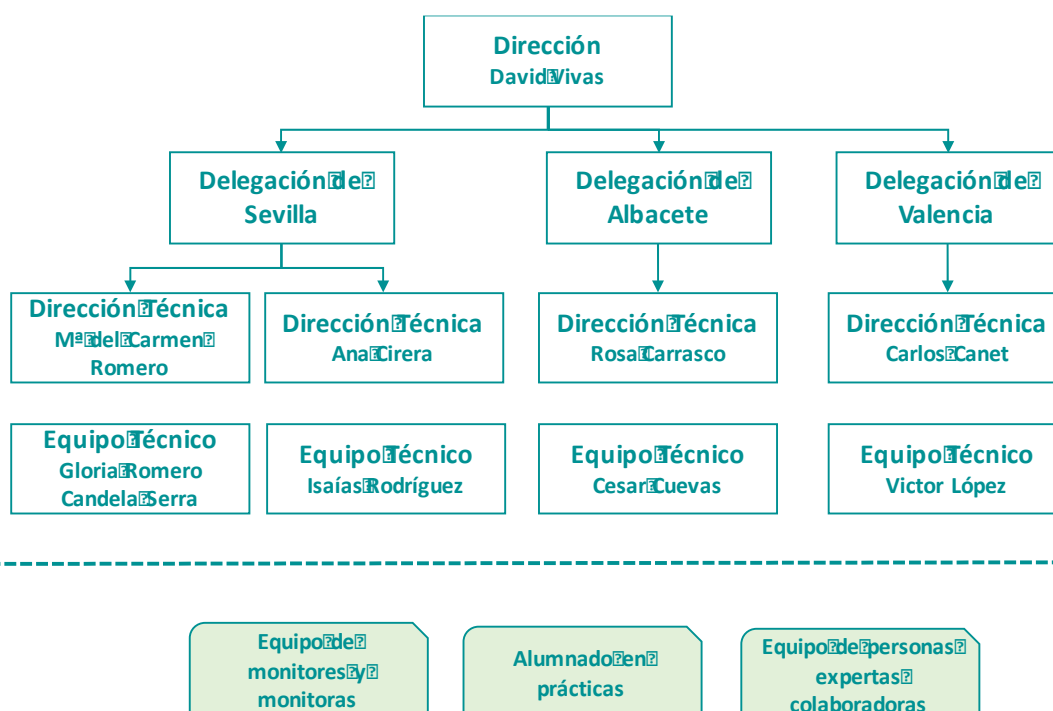 Dirección
David Vivas
Delegación de
Sevilla
Delegación de
Albacete
Delegación de
Valencia
Dirección Técnica
Mª del Carmen
Romero
Dirección Técnica
Ana Cirera
Dirección Técnica
Rosa Carrasco
Dirección Técnica
Carlos Canet
Equipo Técnico
Gloria Romero
Candela Serra
Equipo Técnico
Isaías Rodríguez
Equipo Técnico
Cesar Cuevas
Equipo Técnico
Victor López
Equipo de
monitores y
monitoras
Alumnado en
prácticas
Equipo de personas
expertas
colaboradoras